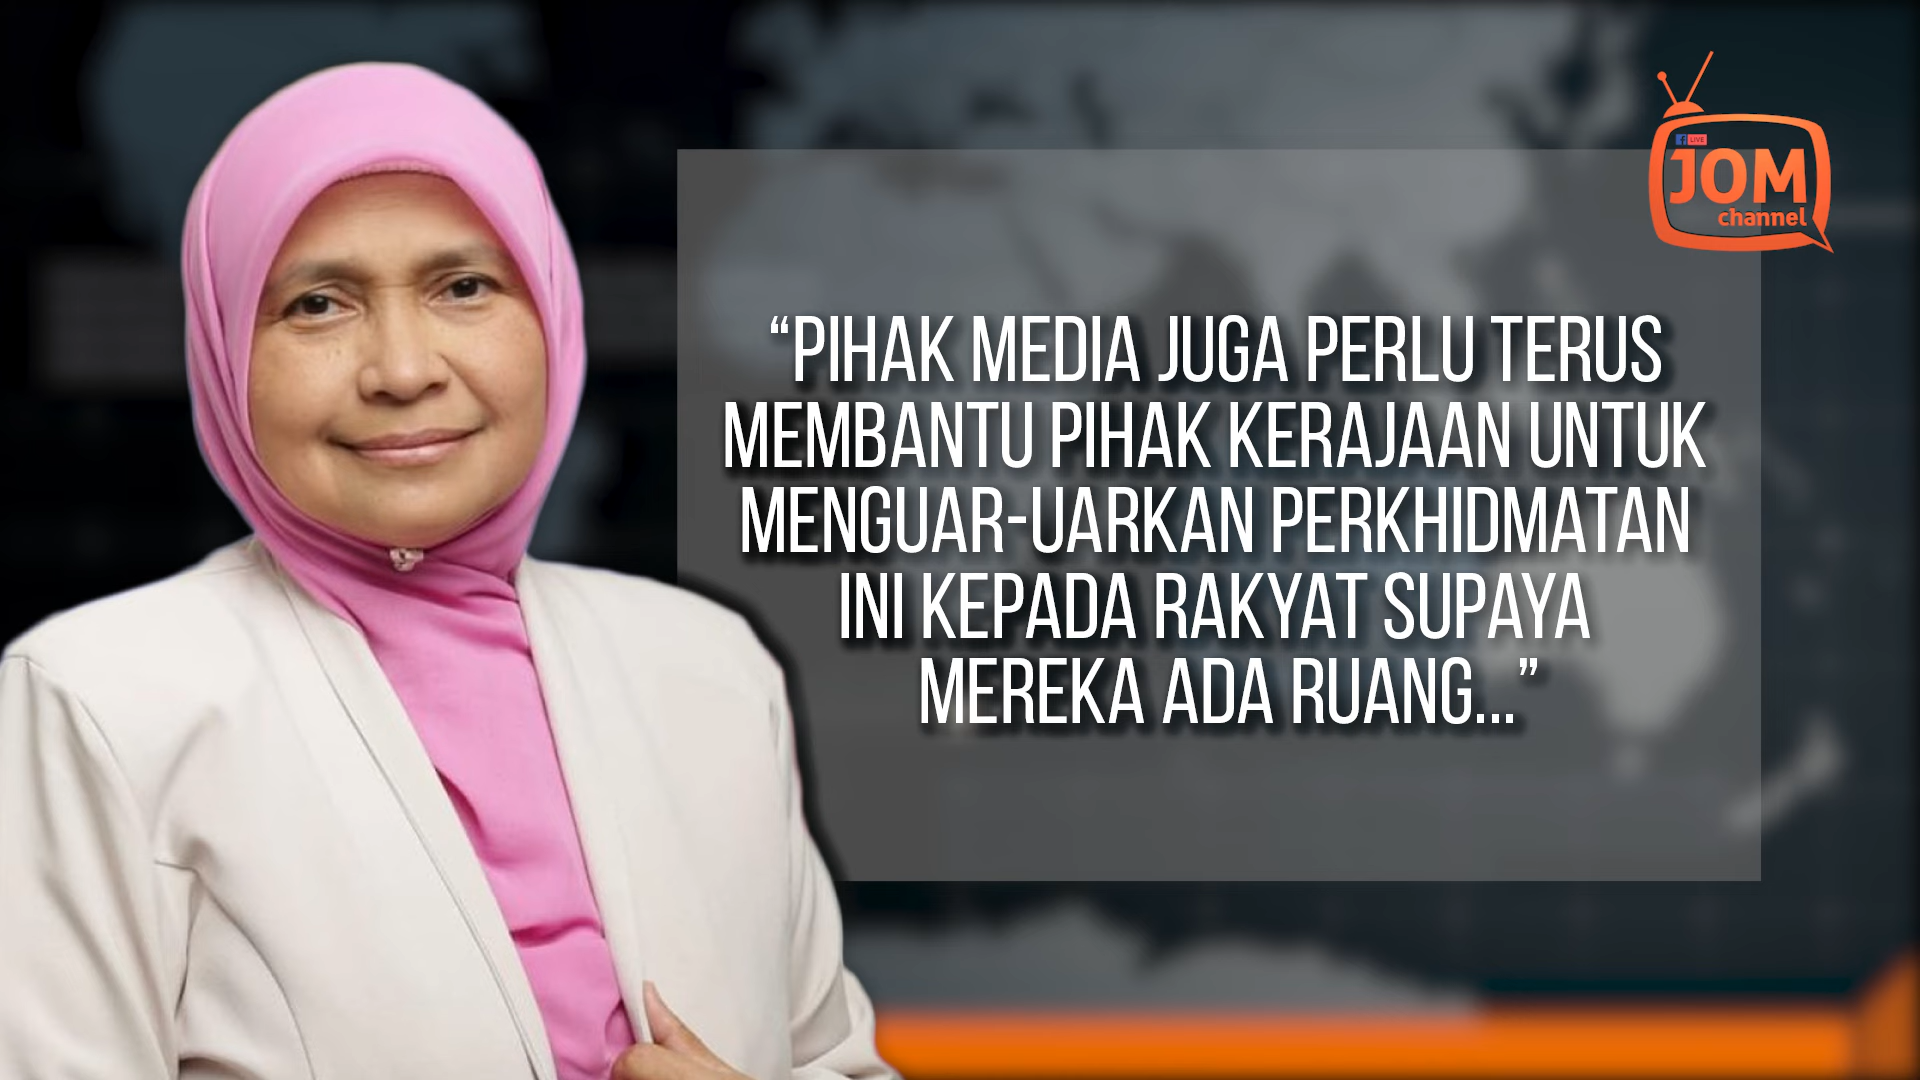 LIVE
JOM
channel
“PIHAK MEDIA JUGA PERLU TERUS
MEMBANTU PIHAK KERAJAAN UNTUK
MENGUAR-UARKAN PERKHIDMATAN
INI KEPADA RAKYAT SUPAYA
MEREKA ADA RUANG...”